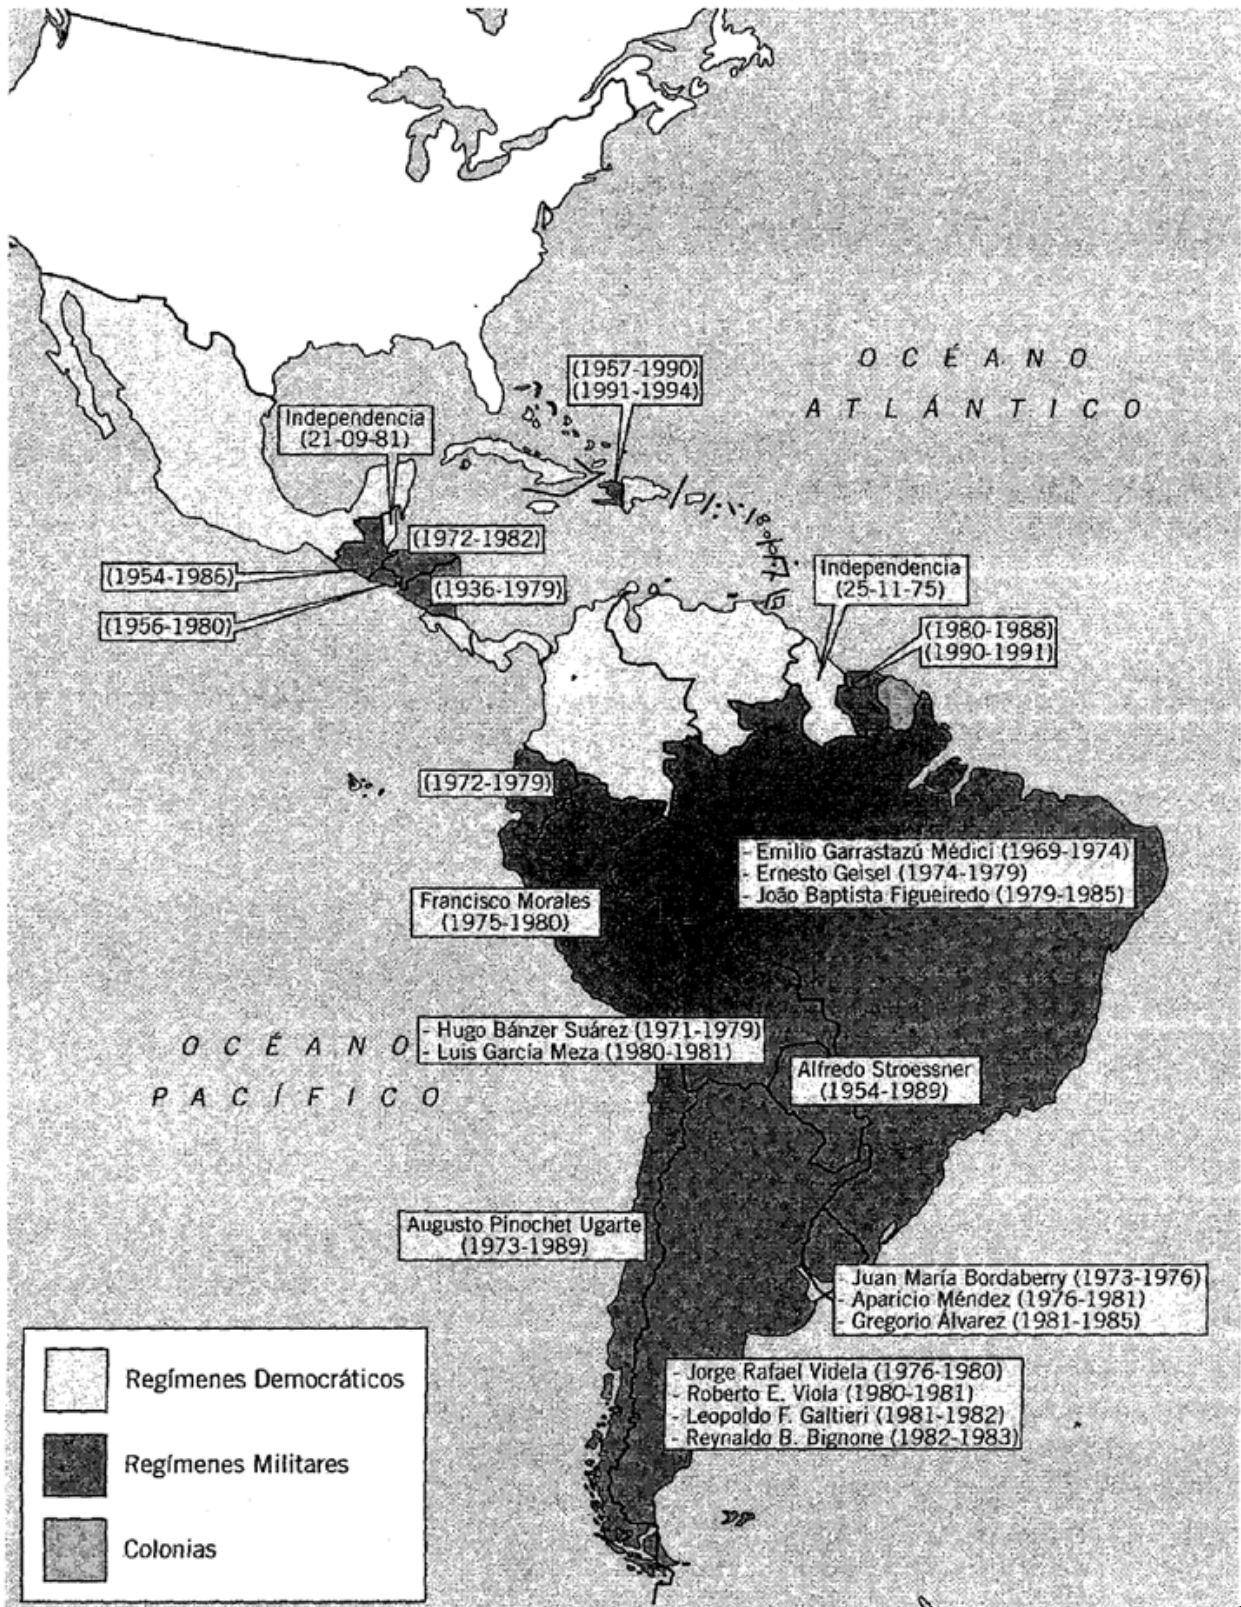 OCÉANO
ATLÁNTICO
(1957-1990)
(1991-1994)
Independencia
(21-09-81)
(1972-1982)
(1954-1986)
(1936-1979)
(1956-1980)
Independencia
(25-11-75)
(1980-1988)
(1990-1991)
(1972-1979)
- Emilio Garrastazú Médici (1969-1974)
- Ernesto Geisel (1974-1979)
- João Baptista Figueiredo (1979-1985)
Francisco Morales
(1975-1980)
OCÉANO
PACÍFICO
- Hugo Bánzer Suárez (1971-1979)
- Luis García Meza (1980-1981)
Alfredo Stroessner
(1954-1989)
Augusto Pinochet Ugarte
(1973-1989)
- Juan María Bordaberry (1973-1976)
- Aparicio Méndez (1976-1981)
- Gregorio Álvarez (1981-1985)
- Jorge Rafael Videla (1976-1980)
- Roberto E. Viola (1980-1981)
- Leopoldo F. Galtieri (1981-1982)
- Reynaldo B. Bignone (1982-1983)
Regímenes Democráticos
Regímenes Militares
Colonias